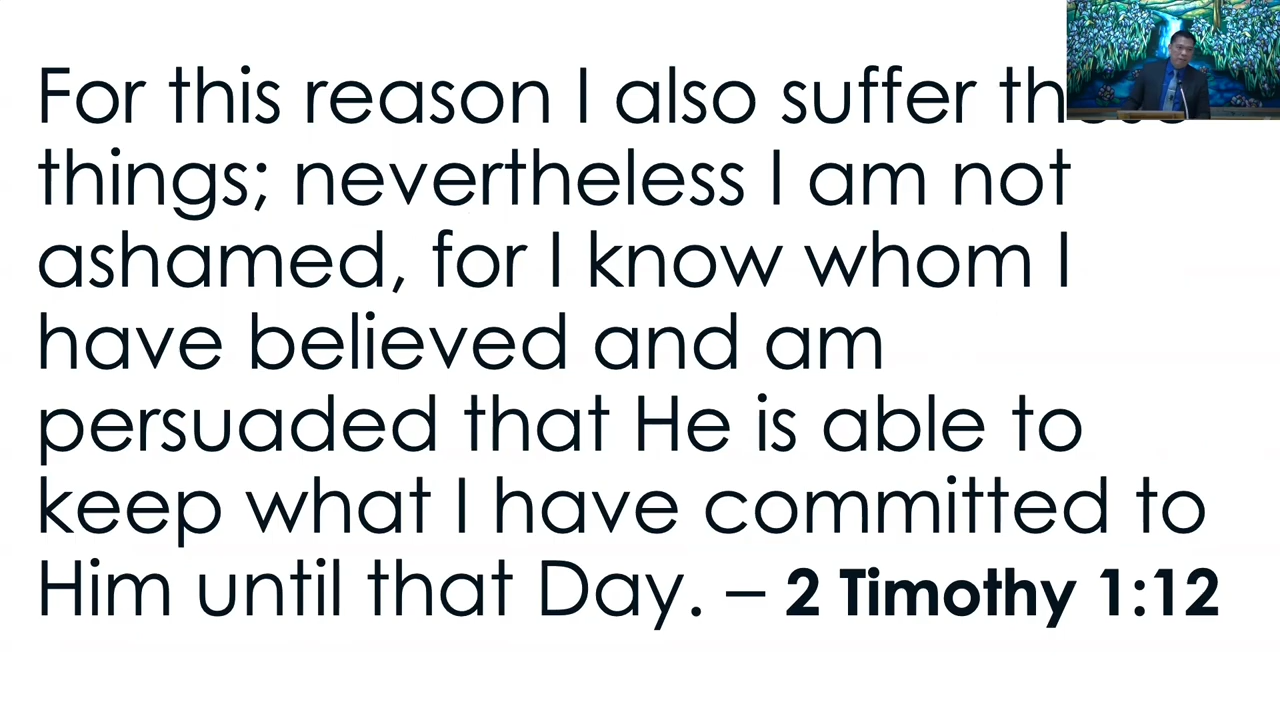 For this reason I also suffer
things; nevertheless I am not
ashamed, for I know whom I
have believed and am
persuaded that He is able to
keep what I have committed to
Him until that Day. – 2 Timothy 1:12